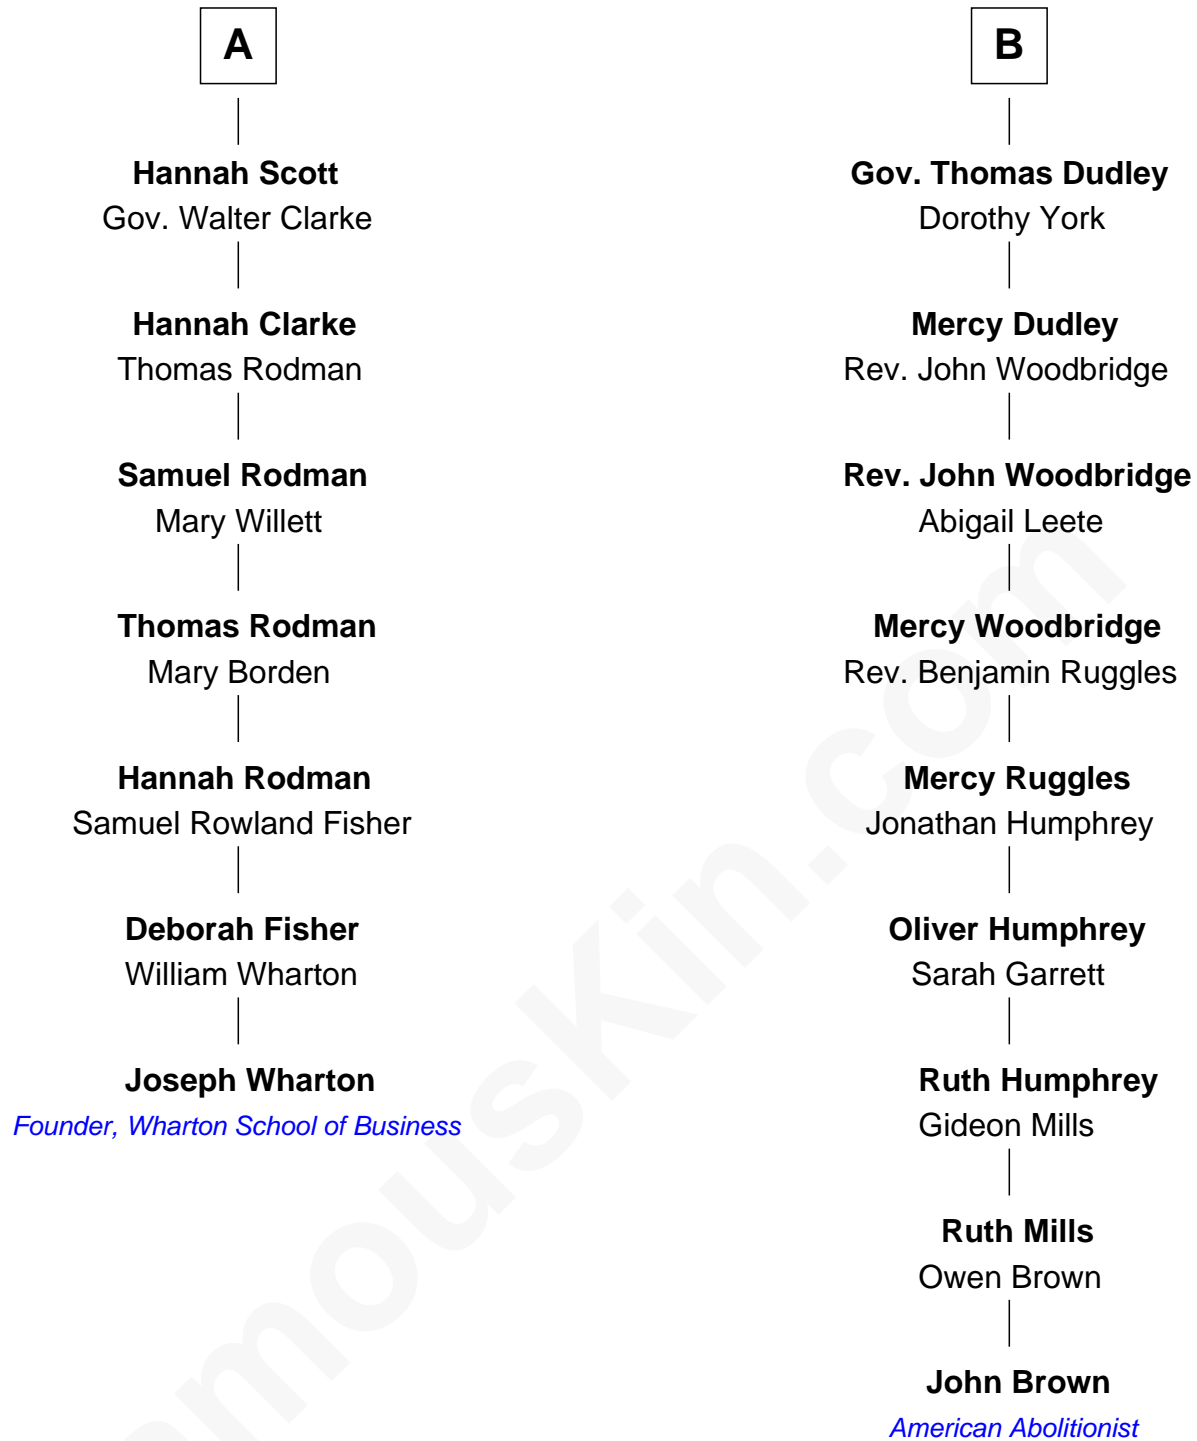 A
Hannah Scott
Gov. Walter Clarke
Hannah Clarke
Thomas Rodman
Samuel Rodman
Mary Willett
Thomas Rodman
Mary Borden
Hannah Rodman
Samuel Rowland Fisher
Deborah Fisher
William Wharton
Joseph Wharton
Founder, Wharton School of Business
B
Gov. Thomas Dudley
Dorothy York
Mercy Dudley
Rev. John Woodbridge
Rev. John Woodbridge
Abigail Leete
Mercy Woodbridge
Rev. Benjamin Ruggles
Mercy Ruggles
Jonathan Humphrey
Oliver Humphrey
Sarah Garrett
Ruth Humphrey
Gideon Mills
Ruth Mills
Owen Brown
John Brown
American Abolitionist
amousKin.com